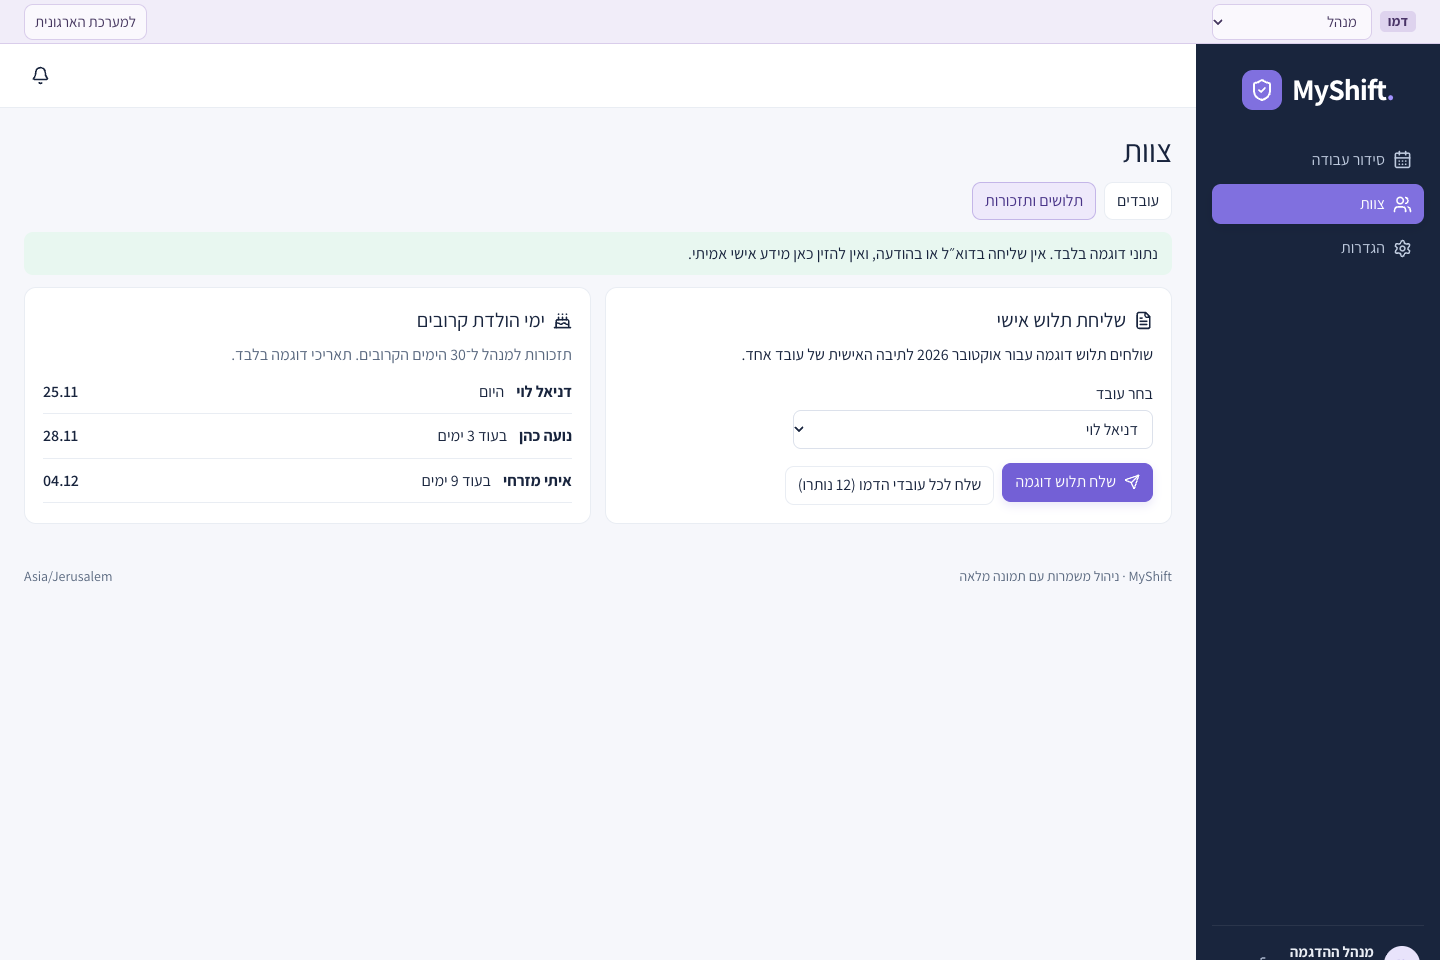 דמו
מנהל
למערכת הארגונית
MyShift.
סידור עבודה
צוות
הגדרות
צוות
עובדים
תלושים ותזכורות
נתוני דוגמה בלבד. אין שליחה בדוא״ל או בהודעה, ואין להזין כאן מידע אישי אמיתי.
שליחת תלוש אישי
שולחים תלוש דוגמה עבור אוקטובר 2026 לתיבה האישית של עובד אחד.
בחר עובד
דניאל לוי
שלח תלוש דוגמה
שלח לכל עובדי הדמו (12 נותרו)
ימי הולדת קרובים
תזכורות למנהל ל־30 הימים הקרובים. תאריכי דוגמה בלבד.
דניאל לוי היום 25.11
נועה כהן בעוד 3 ימים 28.11
איתי מזרחי בעוד 9 ימים 04.12
MyShift · ניהול משמרות עם תמונה מלאה
Asia/Jerusalem
מנהל ההדגמה